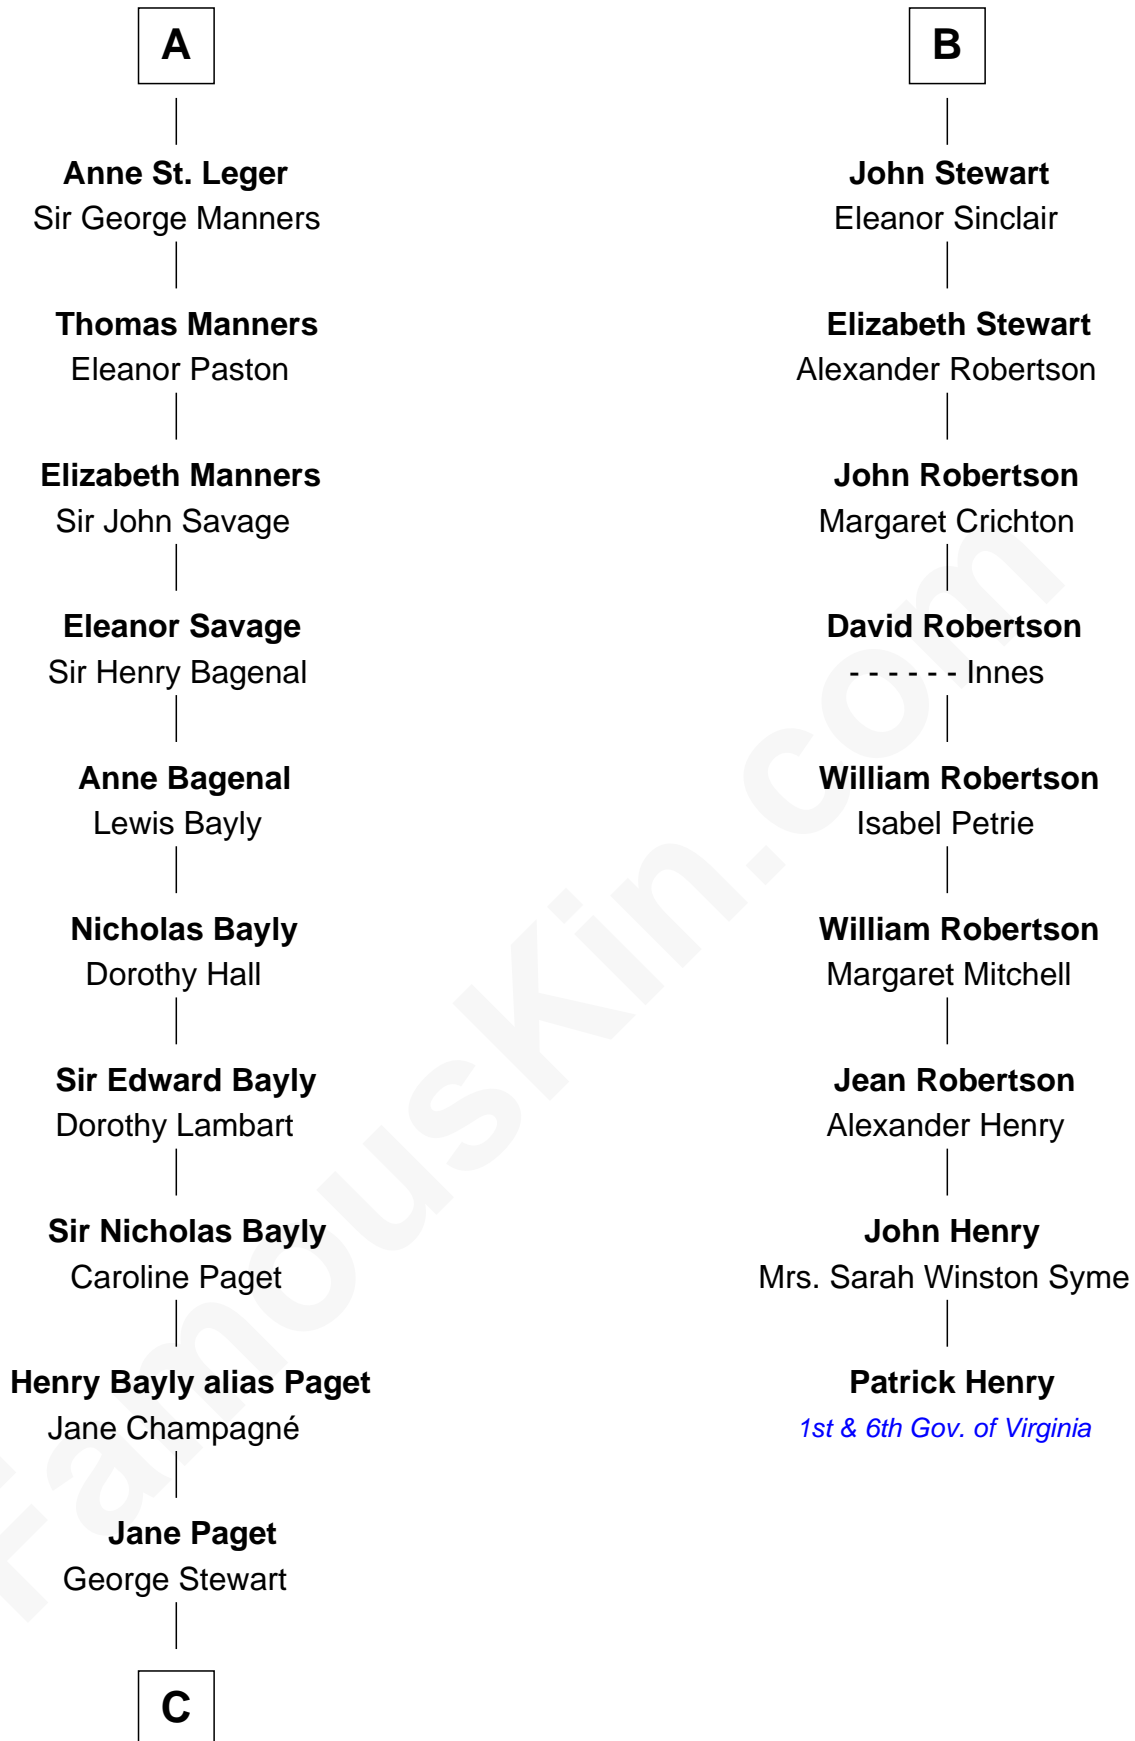 A
Anne St. Leger
Sir George Manners
Thomas Manners
Eleanor Paston
Elizabeth Manners
Sir John Savage
Eleanor Savage
Sir Henry Bagenal
Anne Bagenal
Lewis Bayly
Nicholas Bayly
Dorothy Hall
Sir Edward Bayly
Dorothy Lambart
Sir Nicholas Bayly
Caroline Paget
Henry Bayly alias Paget
Jane Champagné
Jane Paget
George Stewart
C
B
John Stewart
Eleanor Sinclair
Elizabeth Stewart
Alexander Robertson
John Robertson
Margaret Crichton
David Robertson
- - - - - - Innes
William Robertson
Isabel Petrie
William Robertson
Margaret Mitchell
Jean Robertson
Alexander Henry
John Henry
Mrs. Sarah Winston Syme
Patrick Henry
1st & 6th Gov. of Virginia
FamousKin.com